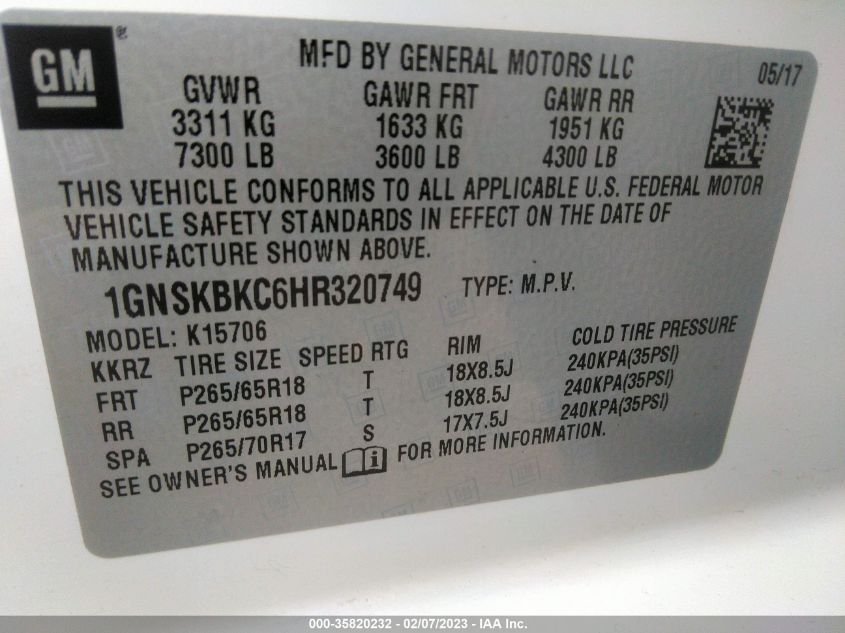 GM
MFD BY GENERAL MOTORS LLC 05/17
GVWR GAWR FRT GAWR RR
3311 KG 1633 KG 1951 KG
7300 LB 3600 LB 4300 LB
THIS VEHICLE CONFORMS TO ALL APPLICABLE U.S. FEDERAL MOTOR
VEHICLE SAFETY STANDARDS IN EFFECT ON THE DATE OF
MANUFACTURE SHOWN ABOVE.
1GNSKBKC6HR320749 TYPE: M.P.V.
MODEL: K15706
KKRZ TIRE SIZE SPEED RTG RIM COLD TIRE PRESSURE
FRT P265/65R18 T 18X8.5J 240KPA(35PSI)
RR P265/65R18 T 18X8.5J 240KPA(35PSI)
SPA P265/70R17 S 17X7.5J 240KPA(35PSI)
SEE OWNER'S MANUAL i FOR MORE INFORMATION.
000-35820232 - 02/07/2023 - IAA Inc.